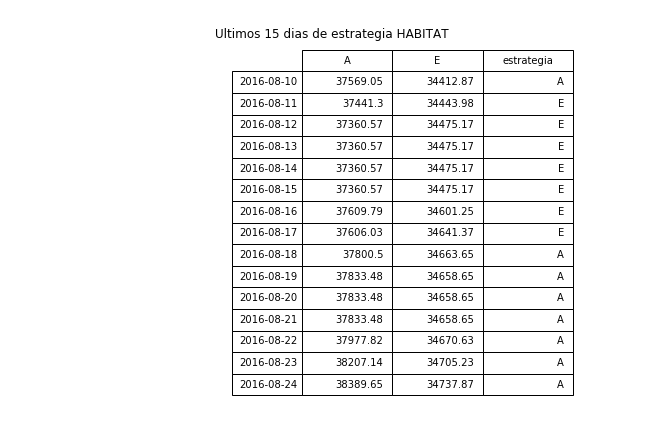 Ultimos 15 dias de estrategia HABITAT
A E estrategia
2016-08-10 37569.05 34412.87 A
2016-08-11 37441.3 34443.98 E
2016-08-12 37360.57 34475.17 E
2016-08-13 37360.57 34475.17 E
2016-08-14 37360.57 34475.17 E
2016-08-15 37360.57 34475.17 E
2016-08-16 37609.79 34601.25 E
2016-08-17 37606.03 34641.37 E
2016-08-18 37800.5 34663.65 A
2016-08-19 37833.48 34658.65 A
2016-08-20 37833.48 34658.65 A
2016-08-21 37833.48 34658.65 A
2016-08-22 37977.82 34670.63 A
2016-08-23 38207.14 34705.23 A
2016-08-24 38389.65 34737.87 A